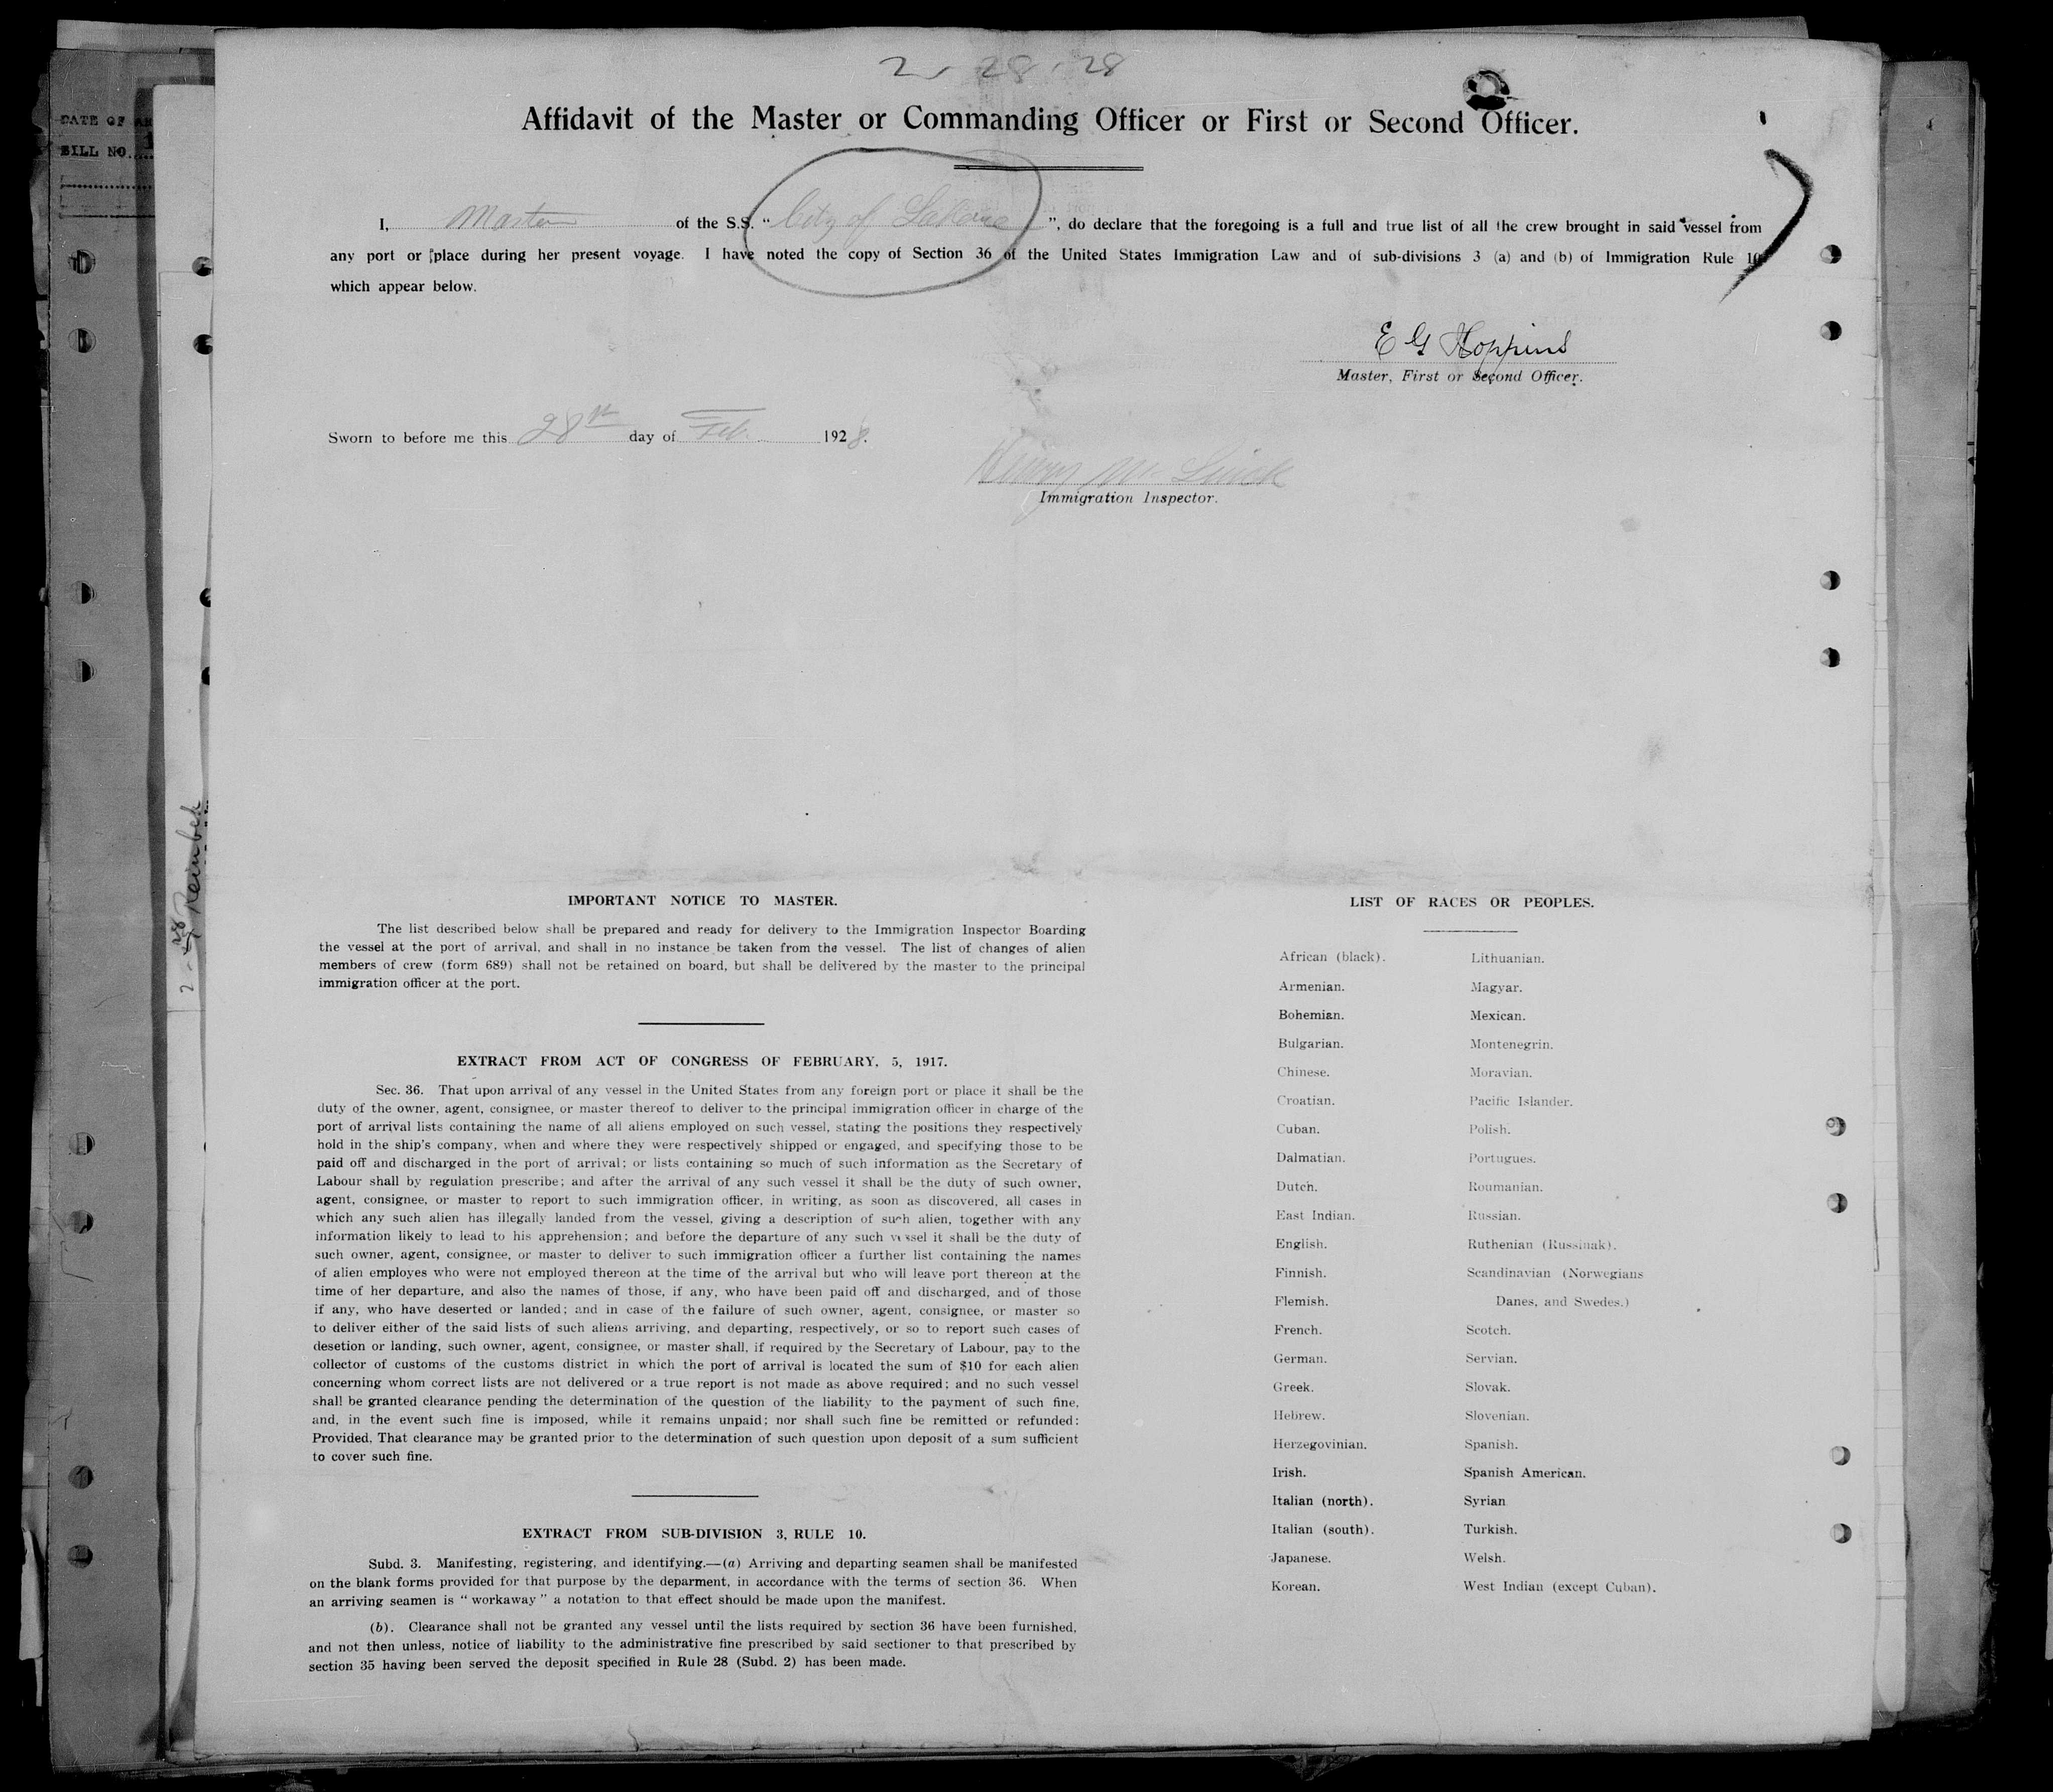 2 - 28 - 28
Affidavit of the Master or Commanding Officer or First or Second Officer.
I, Master of the S.S. “ City of Lahore ”, do declare that the foregoing is a full and true list of all the crew brought in said vessel from
any port or place during her present voyage. I have noted the copy of Section 36 of the United States Immigration Law and of sub-divisions 3 (a) and (b) of Immigration Rule 10
which appear below.
E G Hoppins
Master, First or Second Officer.
Sworn to before me this 28th day of Feb. 1928.
Immigration Inspector.
DATE OF AR
BILL NO.
2 - 28
IMPORTANT NOTICE TO MASTER.
The list described below shall be prepared and ready for delivery to the Immigration Inspector Boarding
the vessel at the port of arrival, and shall in no instance be taken from the vessel. The list of changes of alien
members of crew (form 689) shall not be retained on board, but shall be delivered by the master to the principal
immigration officer at the port.
EXTRACT FROM ACT OF CONGRESS OF FEBRUARY, 5, 1917.
Sec. 36. That upon arrival of any vessel in the United States from any foreign port or place it shall be the
duty of the owner, agent, consignee, or master thereof to deliver to the principal immigration officer in charge of the
port of arrival lists containing the name of all aliens employed on such vessel, stating the positions they respectively
hold in the ship's company, when and where they were respectively shipped or engaged, and specifying those to be
paid off and discharged in the port of arrival; or lists containing so much of such information as the Secretary of
Labour shall by regulation prescribe; and after the arrival of any such vessel it shall be the duty of such owner,
agent, consignee, or master to report to such immigration officer, in writing, as soon as discovered, all cases in
which any such alien has illegally landed from the vessel, giving a description of such alien, together with any
information likely to lead to his apprehension; and before the departure of any such vessel it shall be the duty of
such owner, agent, consignee, or master to deliver to such immigration officer a further list containing the names
of alien employes who were not employed thereon at the time of the arrival but who will leave port thereon at the
time of her departure, and also the names of those, if any, who have been paid off and discharged, and of those
if any, who have deserted or landed; and in case of the failure of such owner, agent, consignee, or master so
to deliver either of the said lists of such aliens arriving, and departing, respectively, or so to report such cases of
desetion or landing, such owner, agent, consignee, or master shall, if required by the Secretary of Labour, pay to the
collector of customs of the customs district in which the port of arrival is located the sum of $10 for each alien
concerning whom correct lists are not delivered or a true report is not made as above required; and no such vessel
shall be granted clearance pending the determination of the question of the liability to the payment of such fine,
and, in the event such fine is imposed, while it remains unpaid; nor shall such fine be remitted or refunded:
Provided, That clearance may be granted prior to the determination of such question upon deposit of a sum sufficient
to cover such fine.
EXTRACT FROM SUB-DIVISION 3, RULE 10.
Subd. 3. Manifesting, registering, and identifying.—(a) Arriving and departing seamen shall be manifested
on the blank forms provided for that purpose by the deparment, in accordance with the terms of section 36. When
an arriving seamen is “ workaway ” a notation to that effect should be made upon the manifest.
(b). Clearance shall not be granted any vessel until the lists required by section 36 have been furnished,
and not then unless, notice of liability to the administrative fine prescribed by said sectioner to that prescribed by
section 35 having been served the deposit specified in Rule 28 (Subd. 2) has been made.
LIST OF RACES OR PEOPLES.
African (black). Lithuanian.
Armenian. Magyar.
Bohemian. Mexican.
Bulgarian. Montenegrin.
Chinese. Moravian.
Croatian. Pacific Islander.
Cuban. Polish.
Dalmatian. Portugues.
Dutch. Roumanian.
East Indian. Russian.
English. Ruthenian (Russinak).
Finnish. Scandinavian (Norwegians
Flemish. Danes, and Swedes.)
French. Scotch.
German. Servian.
Greek. Slovak.
Hebrew. Slovenian.
Herzegovinian. Spanish.
Irish. Spanish American.
Italian (north). Syrian
Italian (south). Turkish.
Japanese. Welsh.
Korean. West Indian (except Cuban).